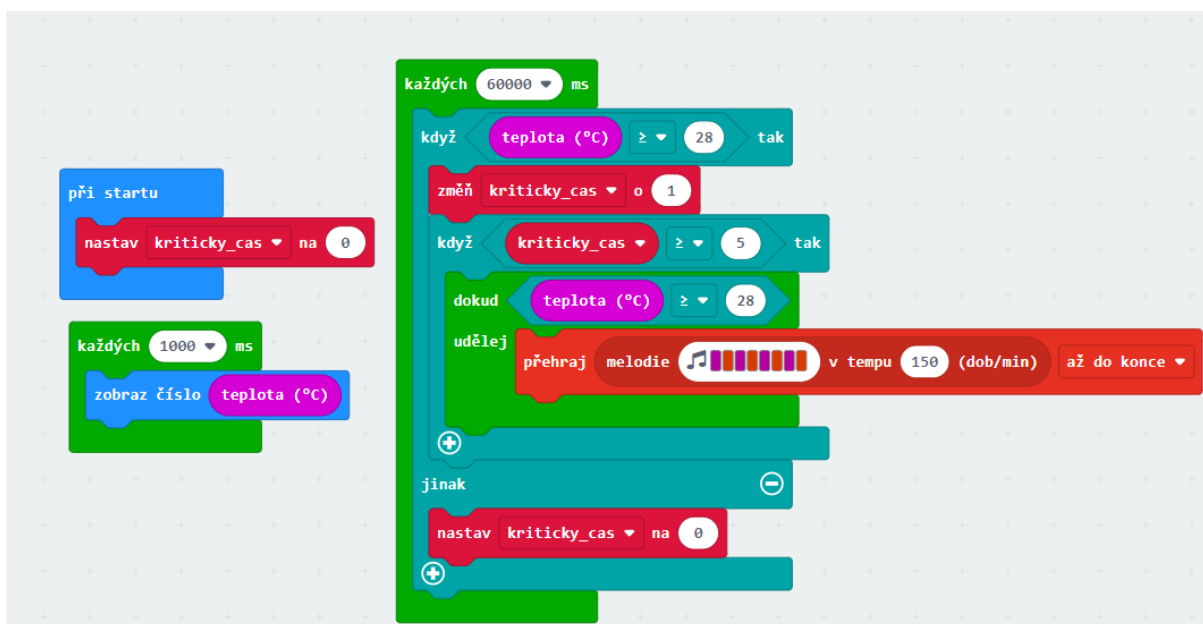 při startu
nastav kriticky_cas na 0
každých 1000 ms
zobraz číslo teplota (°C)
každých 60000 ms
když teplota (°C) ≥ 28 tak
změň kriticky_cas o 1
když kriticky_cas ≥ 5 tak
dokud teplota (°C) ≥ 28
udělej
přehraj melodie v tempu 150 (dob/min) až do konce
jinak
nastav kriticky_cas na 0